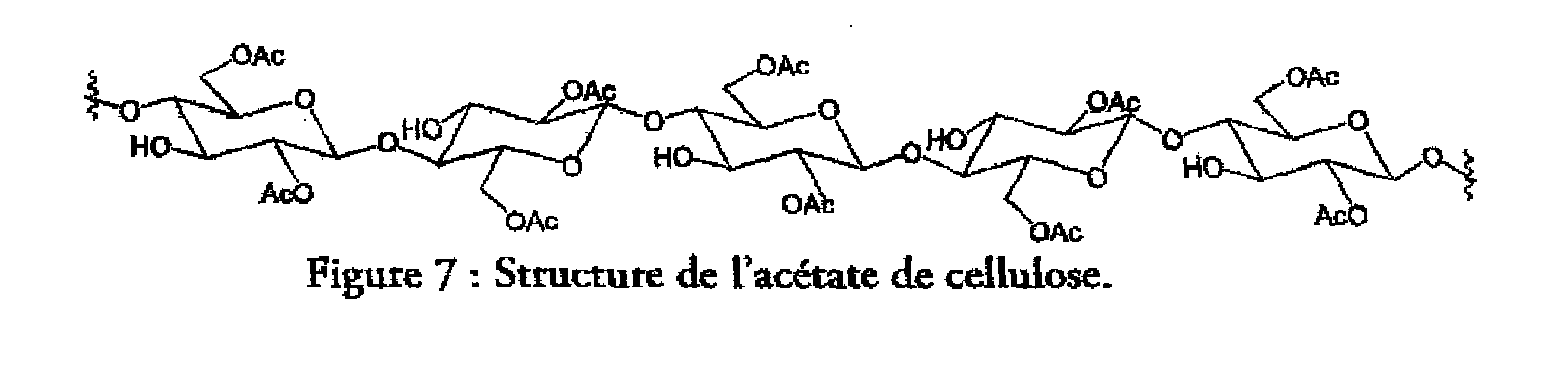 OAc OAc OAc OAc OAc
O O O O O
HO HO HO HO HO
O O O O O O
AcO OAc OAc OAc AcO
Figure 7 : Structure de l'acétate de cellulose.